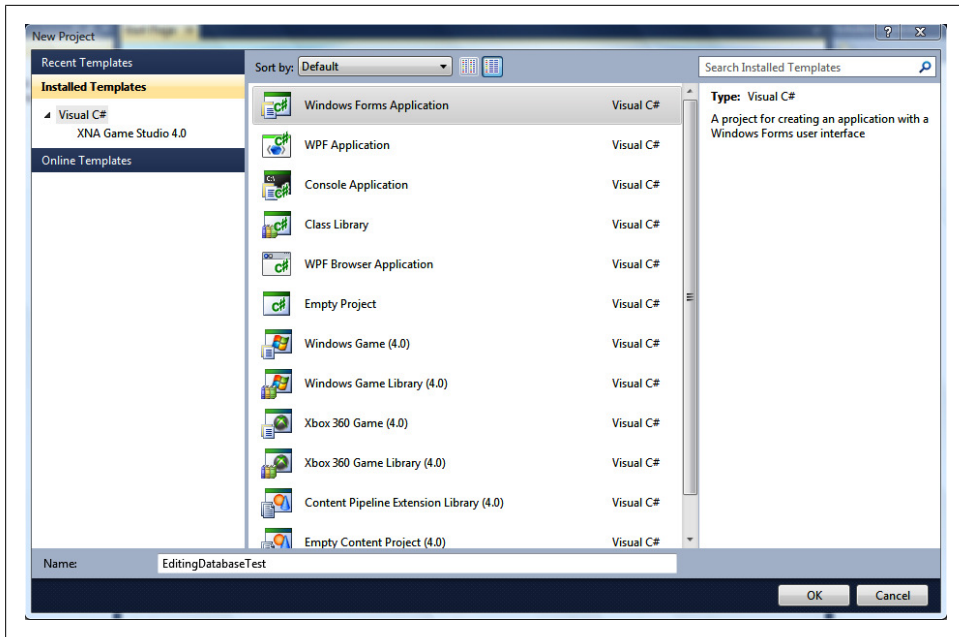 New Project
Recent Templates
Installed Templates
Visual C#
XNA Game Studio 4.0
Online Templates
Sort by: Default
Search Installed Templates
Windows Forms Application Visual C#
WPF Application Visual C#
Console Application Visual C#
Class Library Visual C#
WPF Browser Application Visual C#
Empty Project Visual C#
Windows Game (4.0) Visual C#
Windows Game Library (4.0) Visual C#
Xbox 360 Game (4.0) Visual C#
Xbox 360 Game Library (4.0) Visual C#
Content Pipeline Extension Library (4.0) Visual C#
Empty Content Project (4.0) Visual C#
Type: Visual C#
A project for creating an application with a
Windows Forms user interface
Name: EditingDatabaseTest
OK Cancel